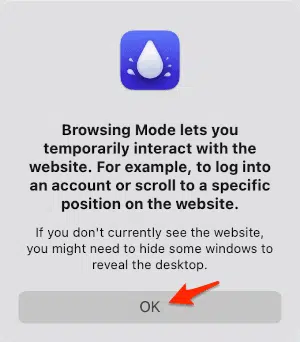 Browsing Mode lets you
temporarily interact with the
website. For example, to log into
an account or scroll to a specific
position on the website.
If you don't currently see the website,
you might need to hide some windows to
reveal the desktop.
OK